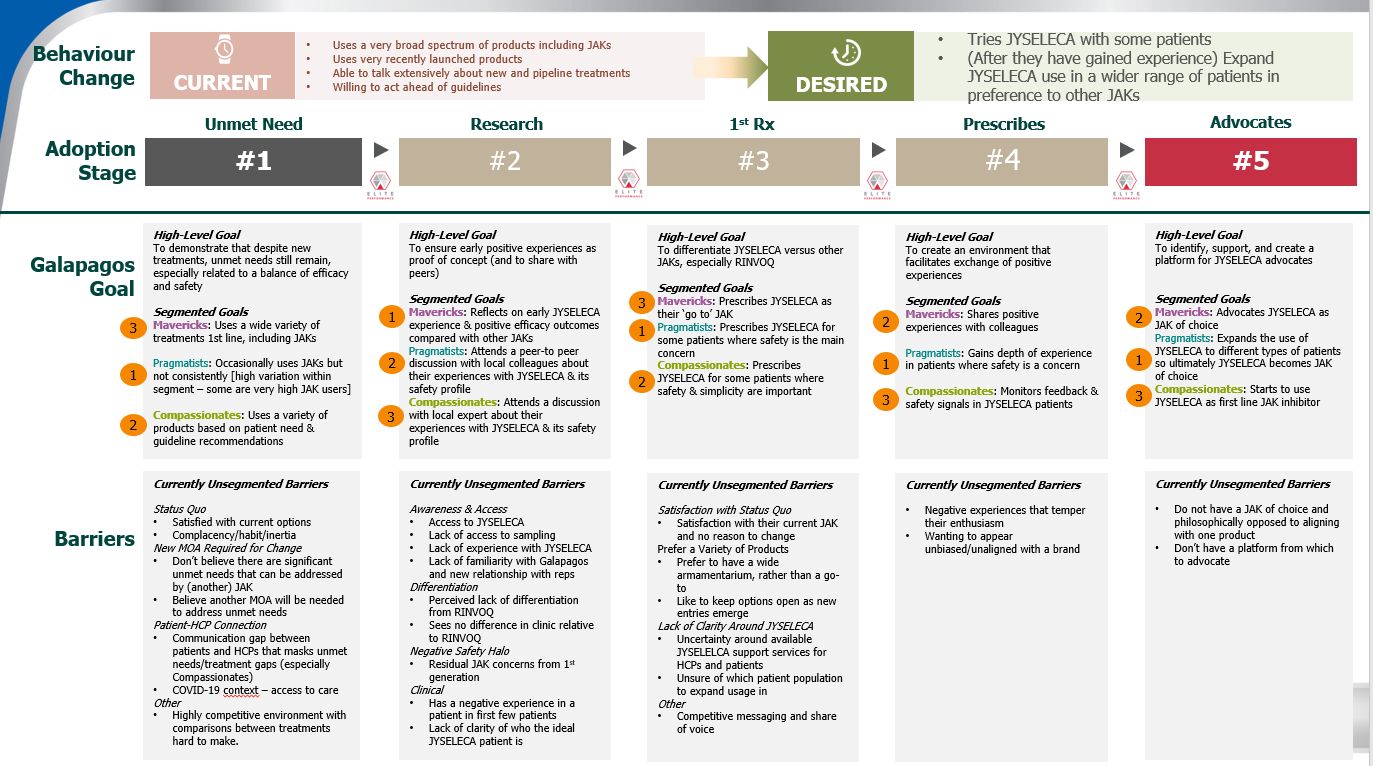 Behaviour
Change
CURRENT
• Uses a very broad spectrum of products including JAKs
• Uses very recently launched products
• Able to talk extensively about new and pipeline treatments
• Willing to act ahead of guidelines
DESIRED
• Tries JYSELECA with some patients
• (After they have gained experience) Expand
JYSELECA use in a wider range of patients in
preference to other JAKs
Adoption
Stage
Unmet Need
#1
Research
#2
1st Rx
#3
Prescribes
#4
Advocates
#5
ELITE
PERFORMANCE
ELITE
PERFORMANCE
ELITE
PERFORMANCE
ELITE
PERFORMANCE
Galapagos
Goal
High-Level Goal
To demonstrate that despite new
treatments, unmet needs still remain,
especially related to a balance of efficacy
and safety
Segmented Goals
3
Mavericks: Uses a wide variety of
treatments 1st line, including JAKs
1
Pragmatists: Occasionally uses JAKs but
not consistently [high variation within
segment – some are very high JAK users]
2
Compassionates: Uses a variety of
products based on patient need &
guideline recommendations
High-Level Goal
To ensure early positive experiences as
proof of concept (and to share with
peers)
Segmented Goals
1
Mavericks: Reflects on early JYSELECA
experience & positive efficacy outcomes
compared with other JAKs
2
Pragmatists: Attends a peer-to peer
discussion with local colleagues about
their experiences with JYSELECA & its
safety profile
3
Compassionates: Attends a discussion
with local expert about their
experiences with JYSELECA & its safety
profile
High-Level Goal
To differentiate JYSELECA versus other
JAKs, especially RINVOQ
Segmented Goals
3
Mavericks: Prescribes JYSELECA as
their ‘go to’ JAK
1
Pragmatists: Prescribes JYSELECA for
some patients where safety is the main
concern
2
Compassionates: Prescribes
JYSELECA for some patients where
safety & simplicity are important
High-Level Goal
To create an environment that
facilitates exchange of positive
experiences
Segmented Goals
2
Mavericks: Shares positive
experiences with colleagues
1
Pragmatists: Gains depth of experience
in patients where safety is a concern
3
Compassionates: Monitors feedback &
safety signals in JYSELECA patients
High-Level Goal
To identify, support, and create a
platform for JYSELECA advocates
Segmented Goals
2
Mavericks: Advocates JYSELECA as
JAK of choice
1
Pragmatists: Expands the use of
JYSELECA to different types of patients
so ultimately JYSELECA becomes JAK
of choice
3
Compassionates: Starts to use
JYSELECA as first line JAK inhibitor
Barriers
Currently Unsegmented Barriers
Status Quo
• Satisfied with current options
• Complacency/habit/inertia
New MOA Required for Change
• Don’t believe there are significant
unmet needs that can be addressed
by (another) JAK
• Believe another MOA will be needed
to address unmet needs
Patient-HCP Connection
• Communication gap between
patients and HCPs that masks unmet
needs/treatment gaps (especially
Compassionates)
• COVID-19 context – access to care
Other
• Highly competitive environment with
comparisons between treatments
hard to make.
Currently Unsegmented Barriers
Awareness & Access
• Access to JYSELECA
• Lack of access to sampling
• Lack of experience with JYSELECA
• Lack of familiarity with Galapagos
and new relationship with reps
Differentiation
• Perceived lack of differentiation
from RINVOQ
• Sees no difference in clinic relative
to RINVOQ
Negative Safety Halo
• Residual JAK concerns from 1st
generation
Clinical
• Has a negative experience in a
patient in first few patients
• Lack of clarity of who the ideal
JYSELECA patient is
Currently Unsegmented Barriers
Satisfaction with Status Quo
• Satisfaction with their current JAK
and no reason to change
Prefer a Variety of Products
• Prefer to have a wide
armamentarium, rather than a go-
to
• Like to keep options open as new
entries emerge
Lack of Clarity Around JYSELECA
• Uncertainty around available
JYSELELCA support services for
HCPs and patients
• Unsure of which patient population
to expand usage in
Other
• Competitive messaging and share
of voice
Currently Unsegmented Barriers
• Negative experiences that temper
their enthusiasm
• Wanting to appear
unbiased/unaligned with a brand
Currently Unsegmented Barriers
• Do not have a JAK of choice and
philosophically opposed to aligning
with one product
• Don’t have a platform from which
to advocate